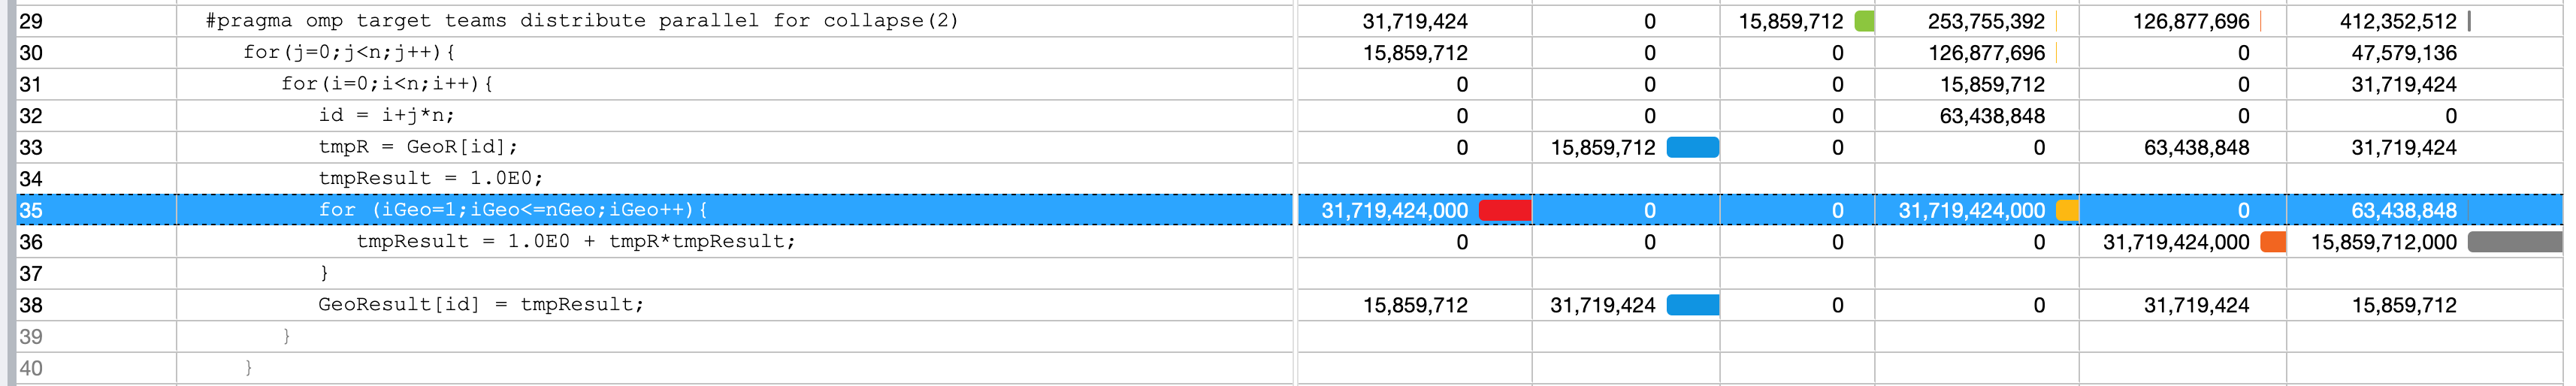 29 #pragma omp target teams distribute parallel for collapse(2) 31,719,424 0 15,859,712 253,755,392 126,877,696 412,352,512
30 for(j=0;j<n;j++){ 15,859,712 0 0 126,877,696 0 47,579,136
31 for(i=0;i<n;i++){ 0 0 0 15,859,712 0 31,719,424
32 id = i+j*n; 0 0 0 63,438,848 0 0
33 tmpR = GeoR[id]; 0 15,859,712 0 0 63,438,848 31,719,424
34 tmpResult = 1.0E0;
35 for (iGeo=1;iGeo<=nGeo;iGeo++){ 31,719,424,000 0 0 31,719,424,000 0 63,438,848
36 tmpResult = 1.0E0 + tmpR*tmpResult; 0 0 0 0 31,719,424,000 15,859,712,000
37 }
38 GeoResult[id] = tmpResult; 15,859,712 31,719,424 0 0 31,719,424 15,859,712
39 }
40 }